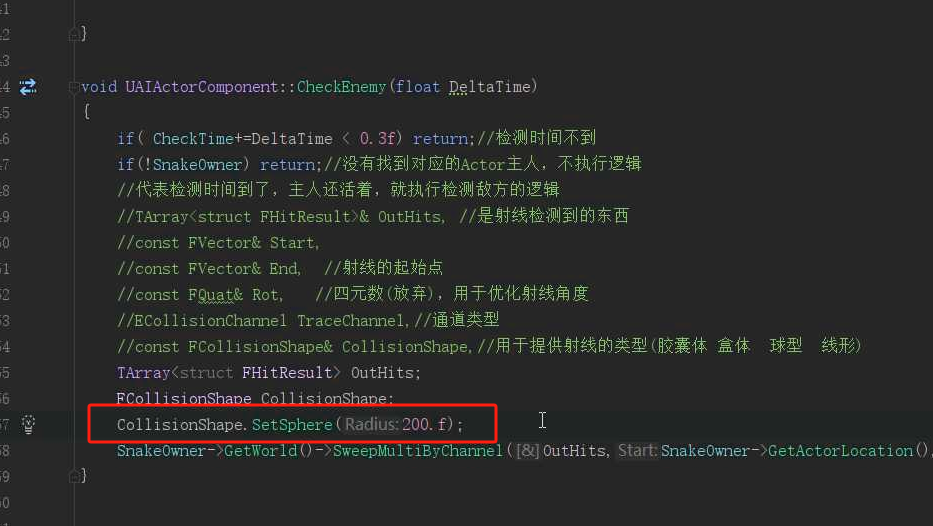 41
42 }
43
44 void UAIActorComponent::CheckEnemy(float DeltaTime)
45 {
46 if( CheckTime+=DeltaTime < 0.3f) return;//检测时间不到
47 if(!SnakeOwner) return;//没有找到对应的Actor主人，不执行逻辑
48 //代表检测时间到了，主人还活着，就执行检测敌方的逻辑
49 //TArray<struct FHitResult>& OutHits, //是射线检测到的东西
50 //const FVector& Start,
51 //const FVector& End, //射线的起始点
52 //const FQuat& Rot, //四元数(放弃)，用于优化射线角度
53 //ECollisionChannel TraceChannel,//通道类型
54 //const FCollisionShape& CollisionShape,//用于提供射线的类型(胶囊体 盒体 球型 线形)
55 TArray<struct FHitResult> OutHits;
56 FCollisionShape CollisionShape;
57 CollisionShape.SetSphere(Radius:200.f);
58 SnakeOwner->GetWorld()->SweepMultiByChannel([&]OutHits,Start:SnakeOwner->GetActorLocation(),
59 }
60